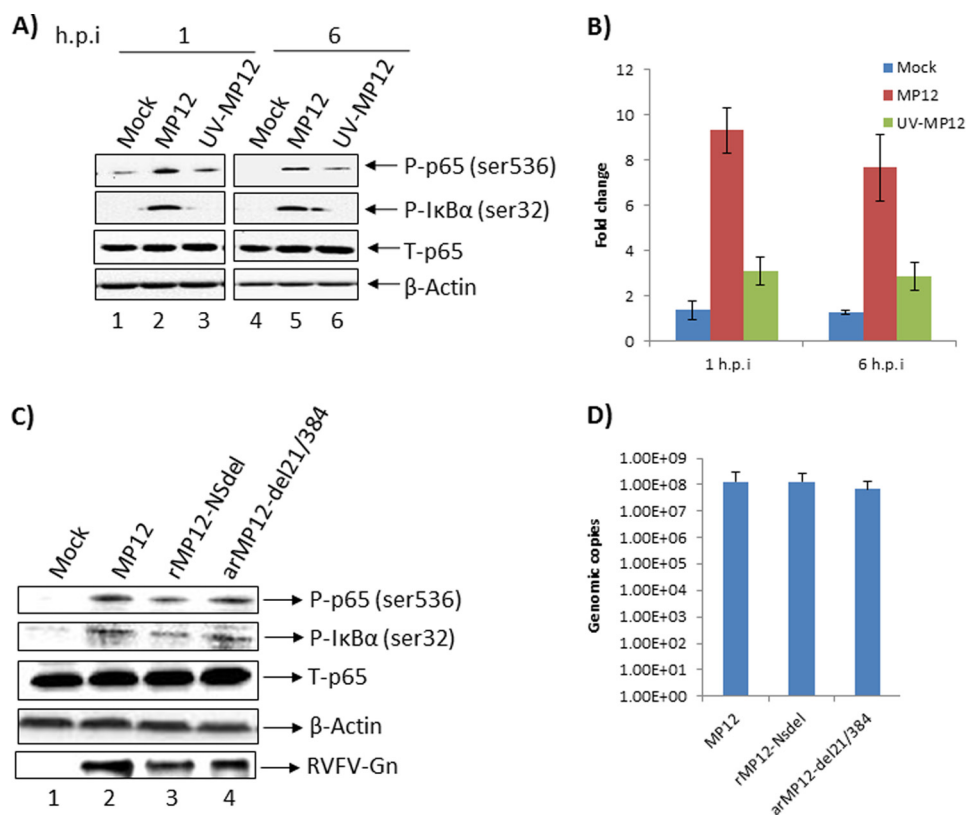 A)
h.p.i 1 6
Mock MP12 UV-MP12 Mock MP12 UV-MP12
P-p65 (ser536)
P-IκBα (ser32)
T-p65
β-Actin
1 2 3 4 5 6
B)
12
10
8
6
4
2
0
Fold change
Mock
MP12
UV-MP12
1 h.p.i 6 h.p.i
C)
Mock MP12 rMP12-NSdel arMP12-del21/384
P-p65 (ser536)
P-IκBα (ser32)
T-p65
β-Actin
RVFV-Gn
1 2 3 4
D)
1.00E+09
1.00E+08
1.00E+07
1.00E+06
1.00E+05
1.00E+04
1.00E+03
1.00E+02
1.00E+01
1.00E+00
Genomic copies
MP12 rMP12-Nsdel arMP12-del21/384